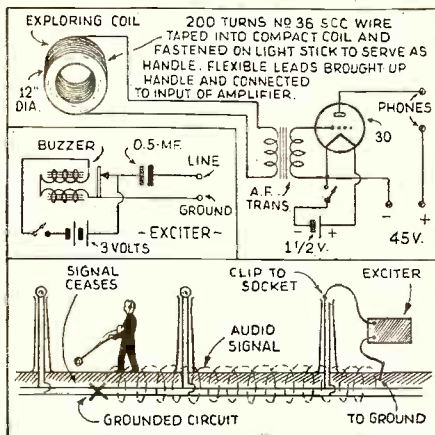 EXPLORING COIL
200 TURNS Nº 36 SCC WIRE
TAPED INTO COMPACT COIL AND
FASTENED ON LIGHT STICK TO SERVE AS
HANDLE. FLEXIBLE LEADS BROUGHT UP
HANDLE AND CONNECTED
TO INPUT OF AMPLIFIER.
12"
DIA.
PHONES
30
BUZZER
0.5-MF.
LINE
GROUND
~EXCITER~
3 VOLTS
A.F.
TRANS.
- +
1½ V.
- +
45V.
SIGNAL
CEASES
CLIP TO
SOCKET
EXCITER
AUDIO
SIGNAL
GROUNDED CIRCUIT
TO GROUND